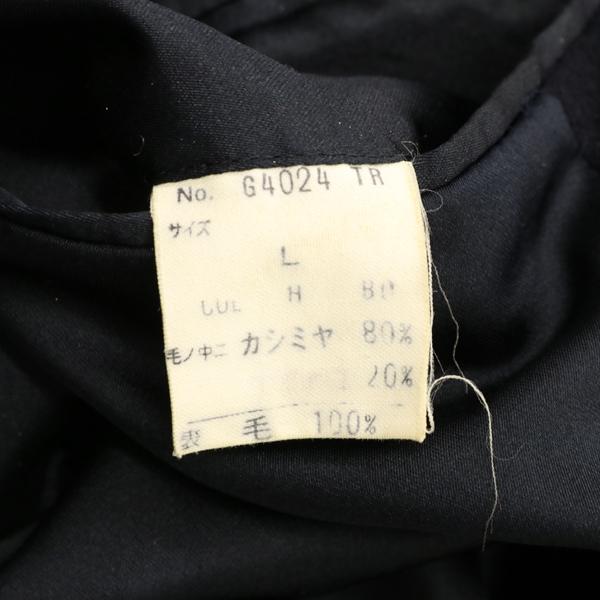 No. G4024 TR
サイズ
L
COL H 80
毛ノ中ニ カシミヤ 80%
20%
表 毛 100%